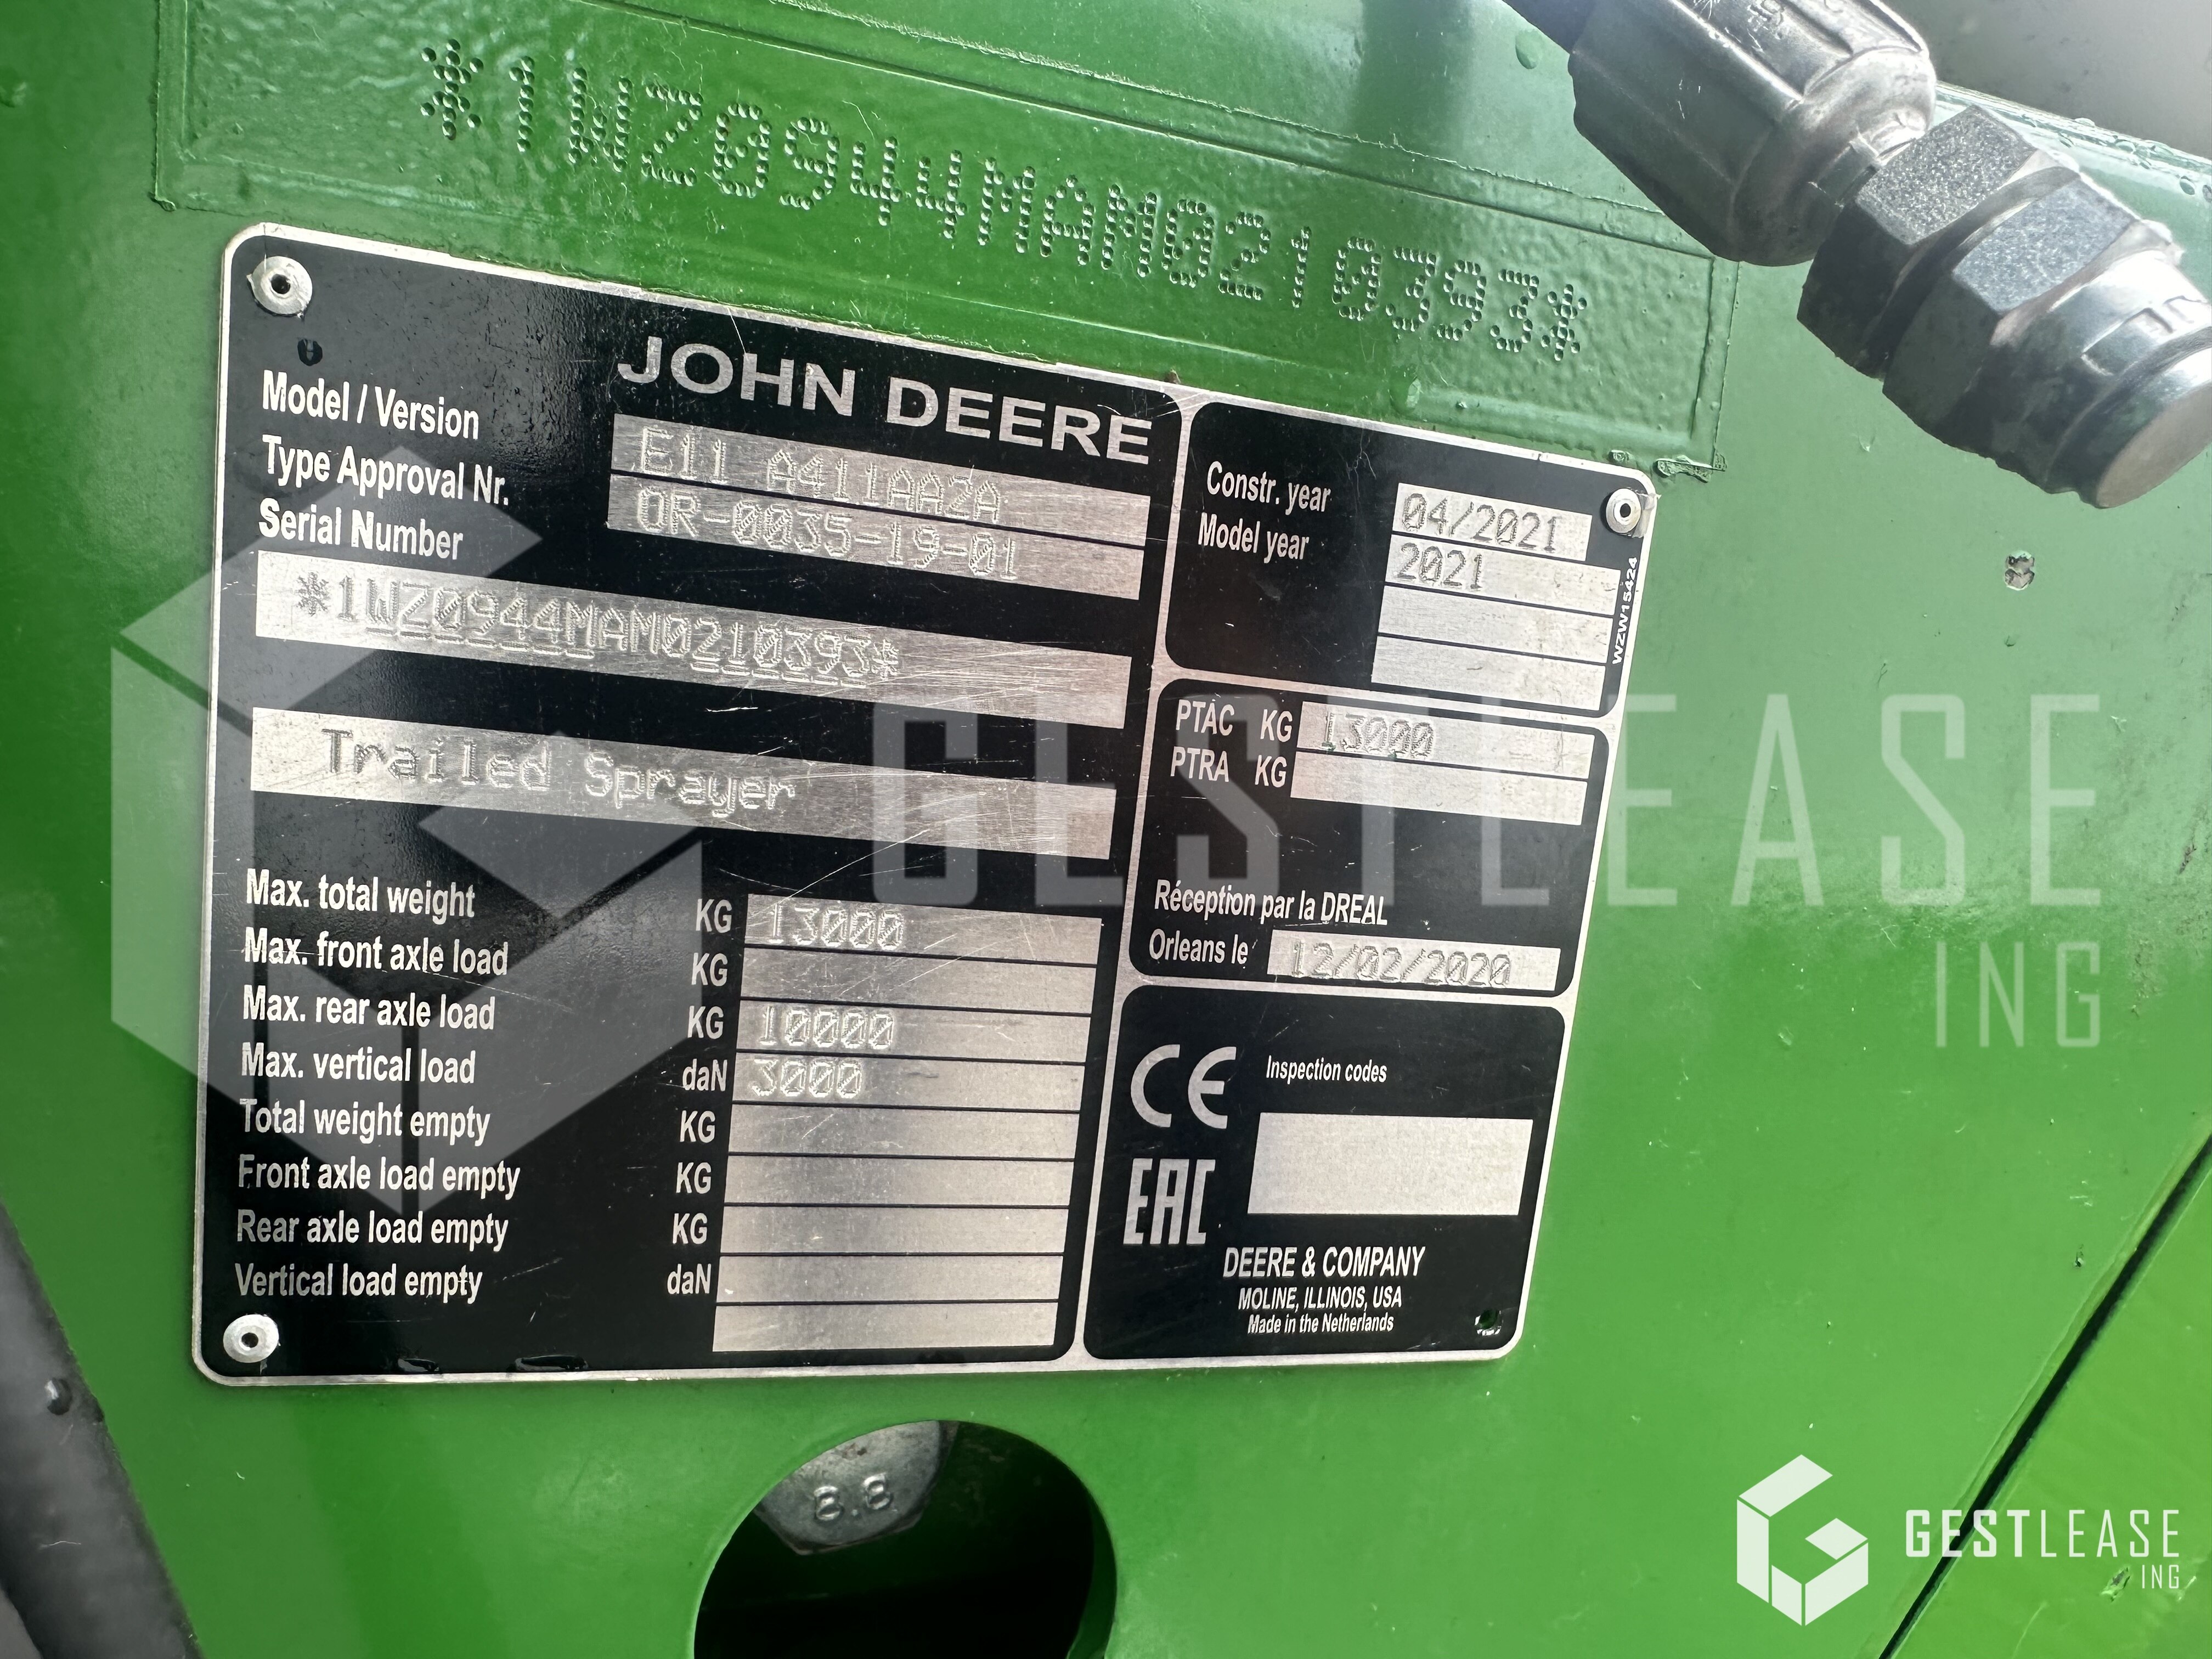 *1WZ0944MAM0210393*
JOHN DEERE
Model / Version E11 A411AA2A
Type Approval Nr. OR-0035-19-01
Serial Number
*1WZ0944MAM0210393*
Trailed Sprayer
Max. total weight KG 13000
Max. front axle load KG
Max. rear axle load KG 10000
Max. vertical load daN 3000
Total weight empty KG
Front axle load empty KG
Rear axle load empty KG
Vertical load empty daN
Constr. year 04/2021
Model year 2021
WZW15424
PTAC KG 13000
PTRA KG
Réception par la DREAL
Orleans le 12/02/2020
CE
Inspection codes
EAC
DEERE & COMPANY
MOLINE, ILLINOIS, USA
Made in the Netherlands
8.8
GESTLEASE
ING
GESTLEASE
ING